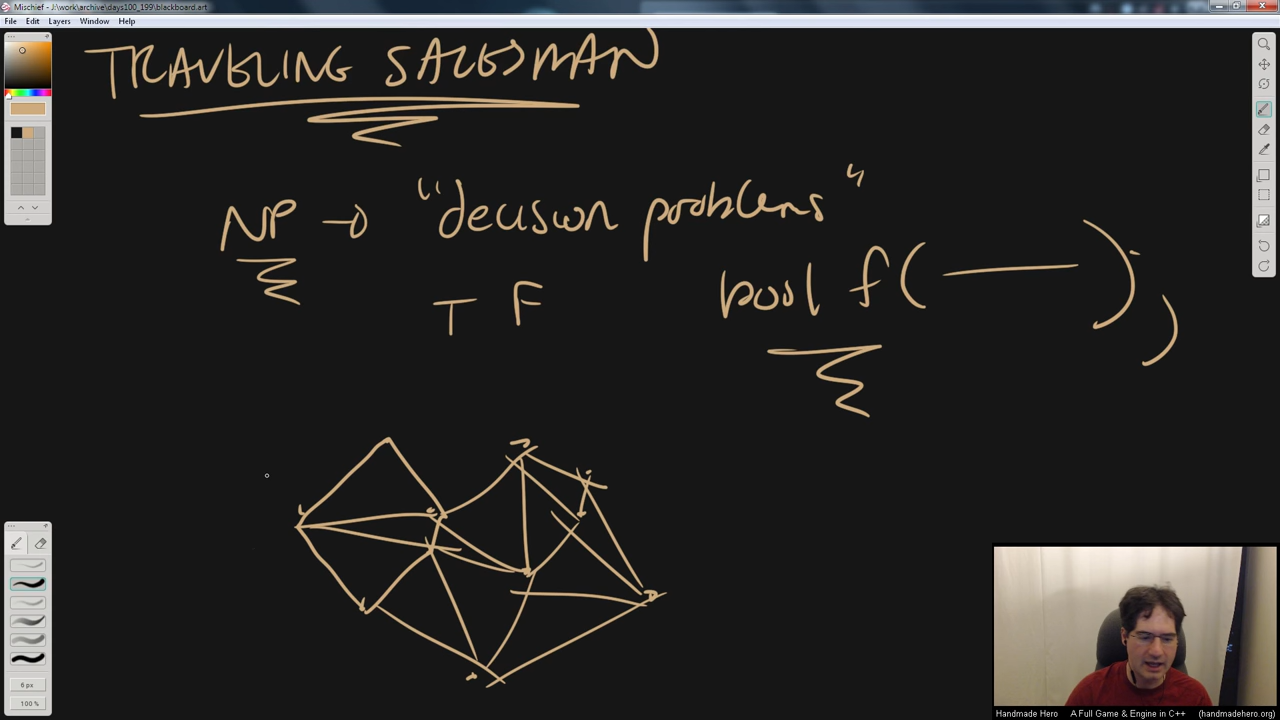 Mischief - J:\work\archive\days100_199\blackboard.art
File Edit Layers Window Help
TRAVELING SALESMAN
NP → "decision problems"
T F bool f( );
6 px
100 %
Handmade Hero A Full Game & Engine in C++ (handmadehero.org)